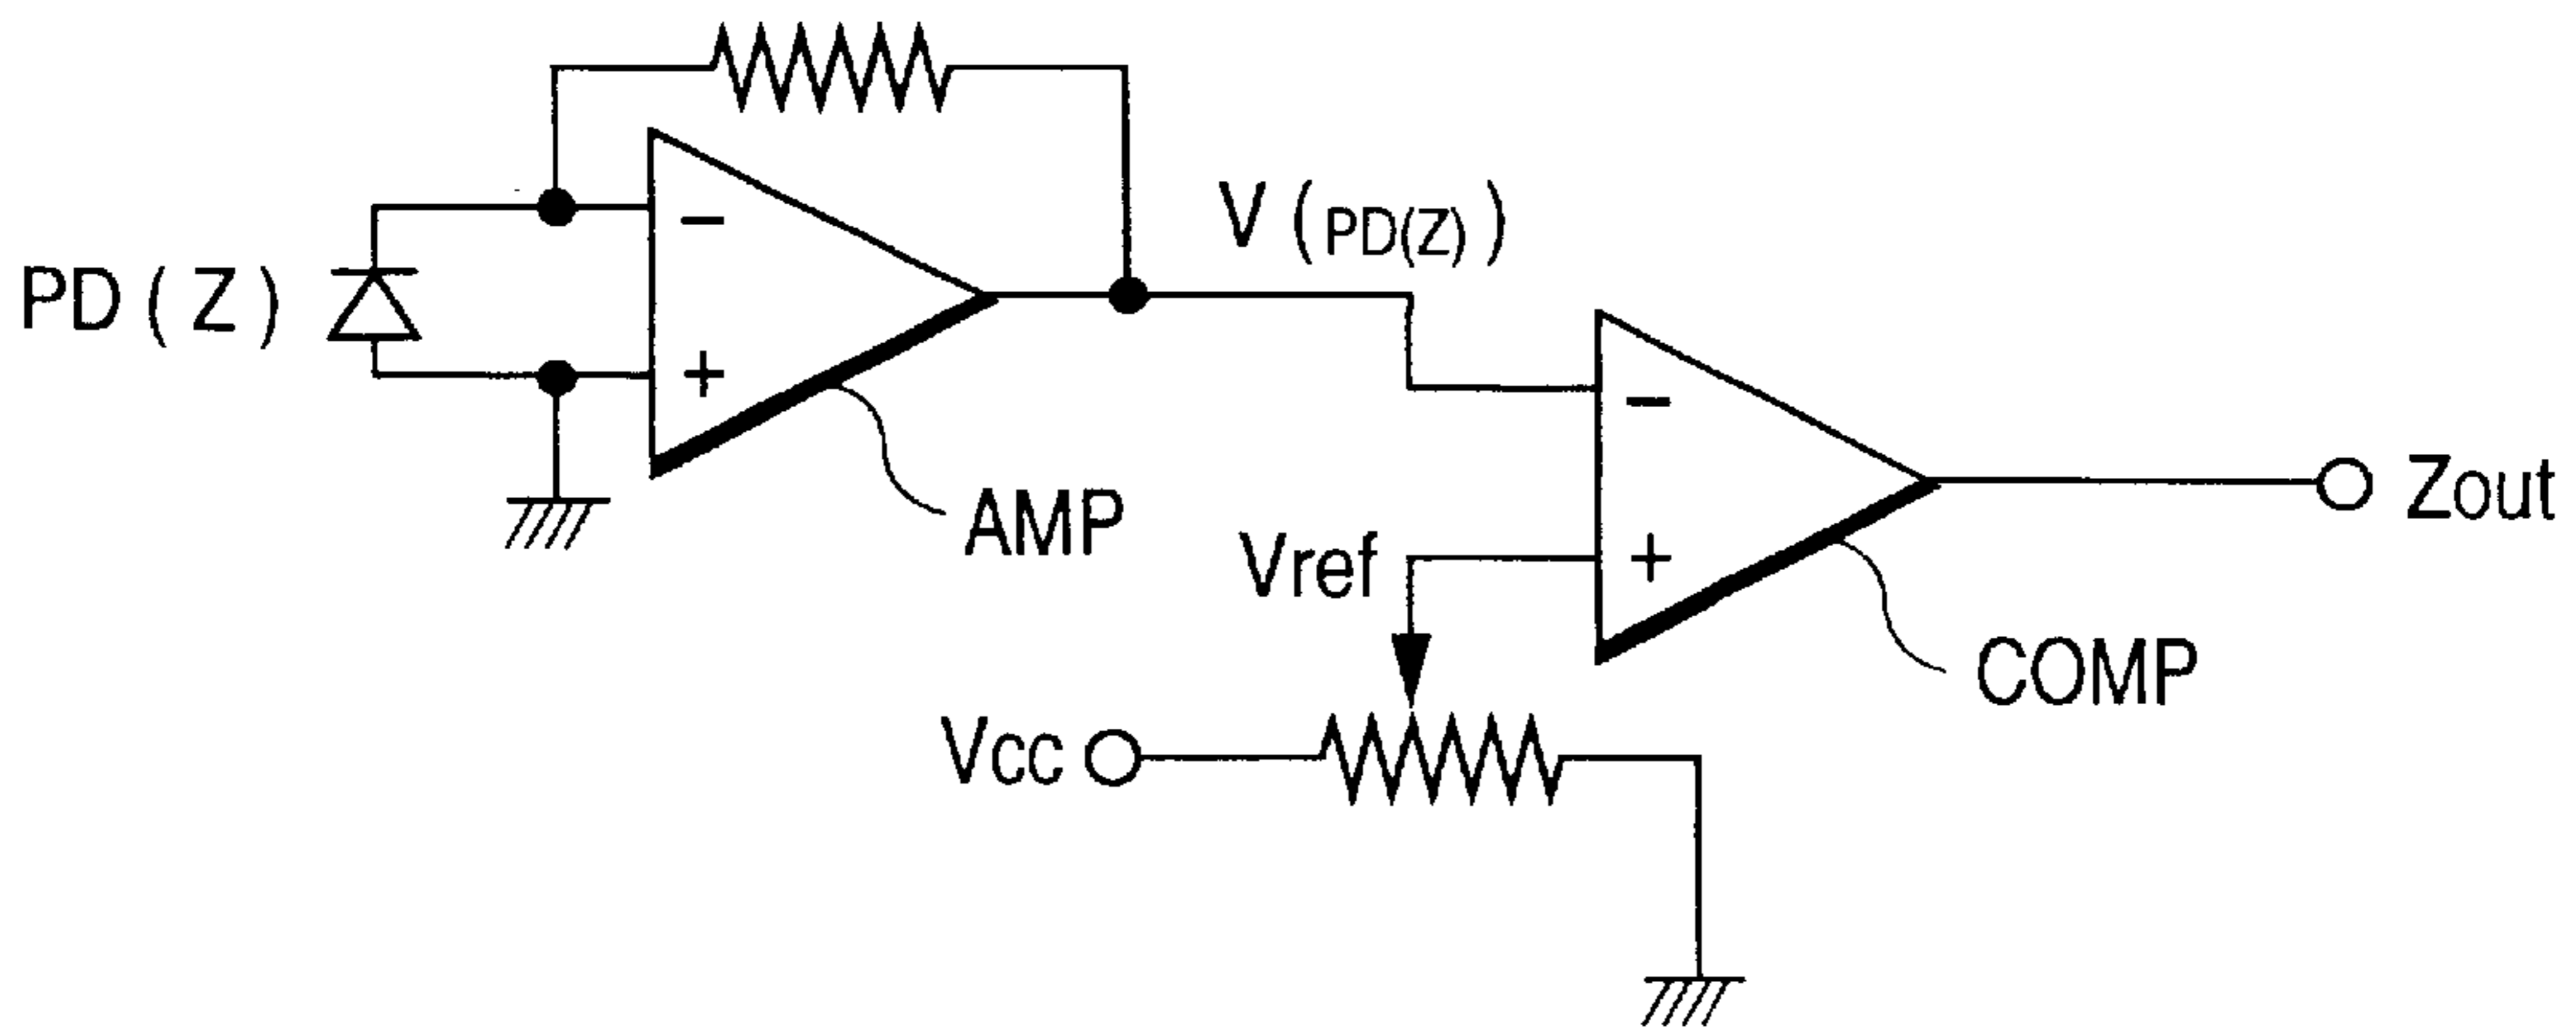 V (PD(Z))
PD ( Z )
−
+
AMP
−
+
Vref
Zout
COMP
Vcc